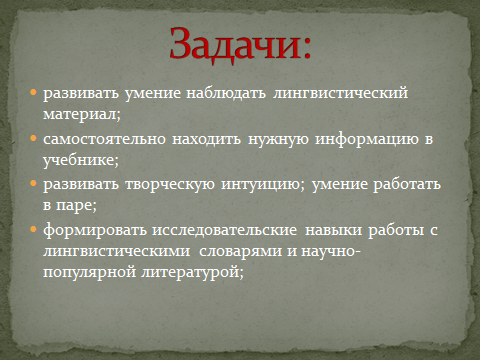 Задачи:
развивать умение наблюдать лингвистический
материал;
самостоятельно находить нужную информацию в
учебнике;
развивать творческую интуицию; умение работать
в паре;
формировать исследовательские навыки работы с
лингвистическими словарями и научно-
популярной литературой;